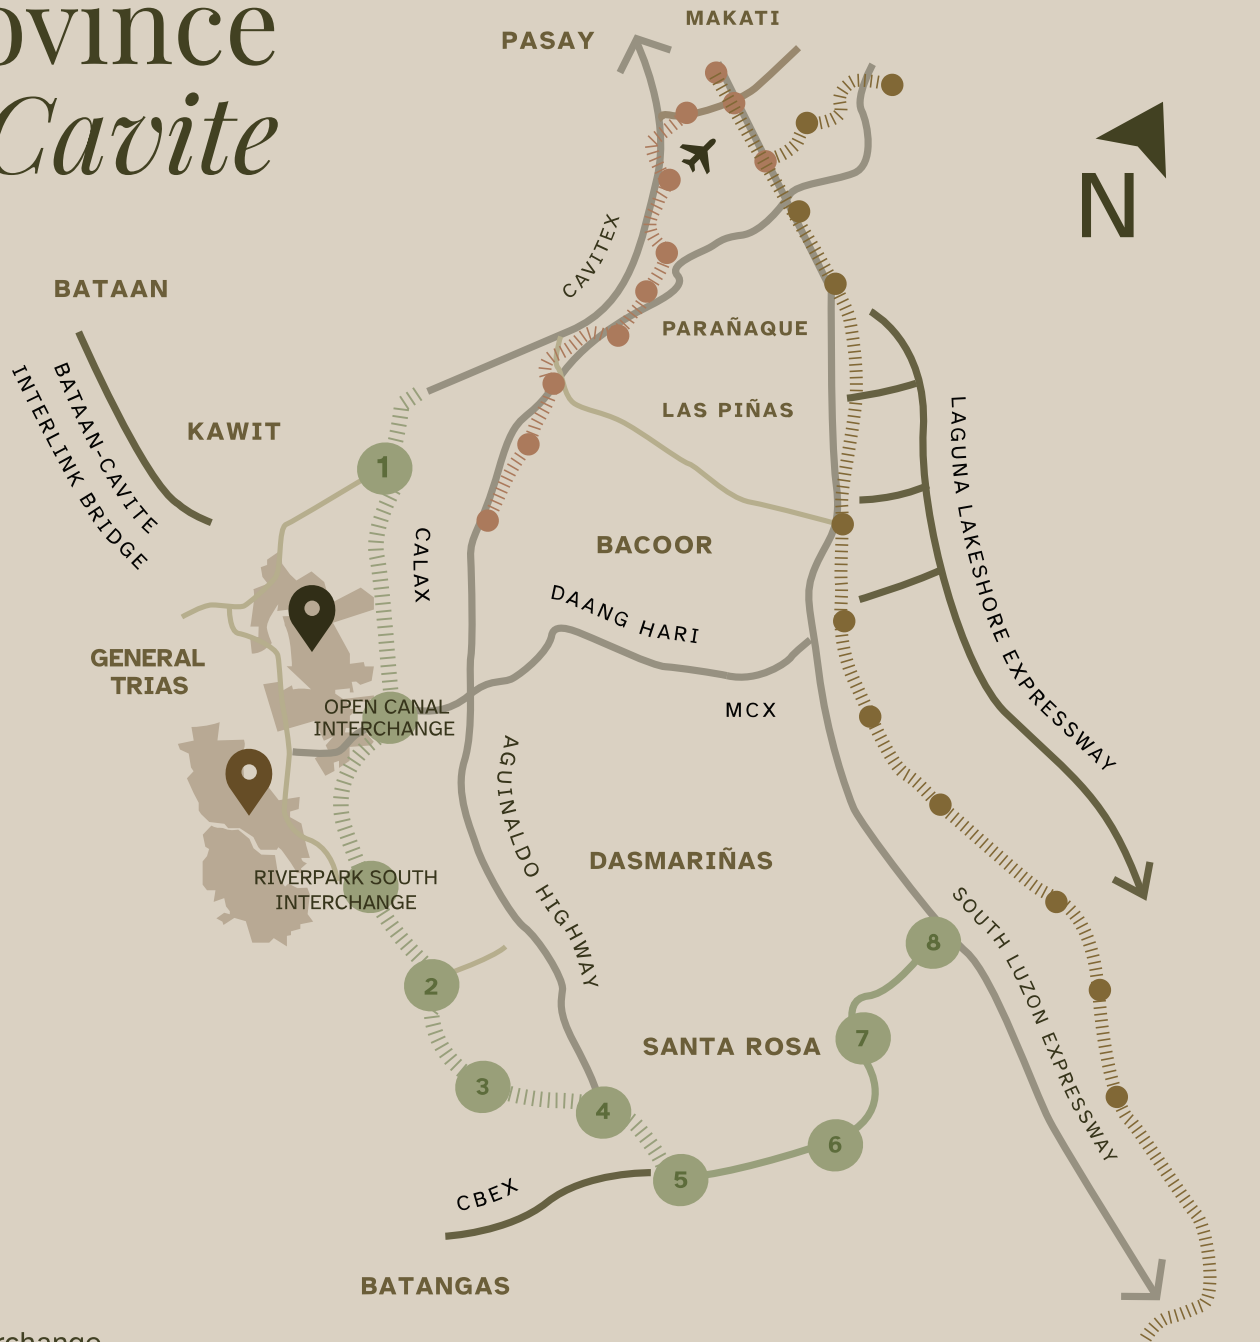 ovince
Cavite
PASAY
MAKATI
N
CAVITEX
BATAAN
PARAÑAQUE
BATAAN-CAVITE
INTERLINK BRIDGE
KAWIT
LAS PIÑAS
LAGUNA LAKESHORE EXPRESSWAY
1
CALAX
BACOOR
DAANG HARI
GENERAL
TRIAS
OPEN CANAL
INTERCHANGE
MCX
AGUINALDO HIGHWAY
DASMARIÑAS
RIVERPARK SOUTH
INTERCHANGE
SOUTH LUZON EXPRESSWAY
8
2
SANTA ROSA
7
3
4
6
5
CBEX
BATANGAS
rchange